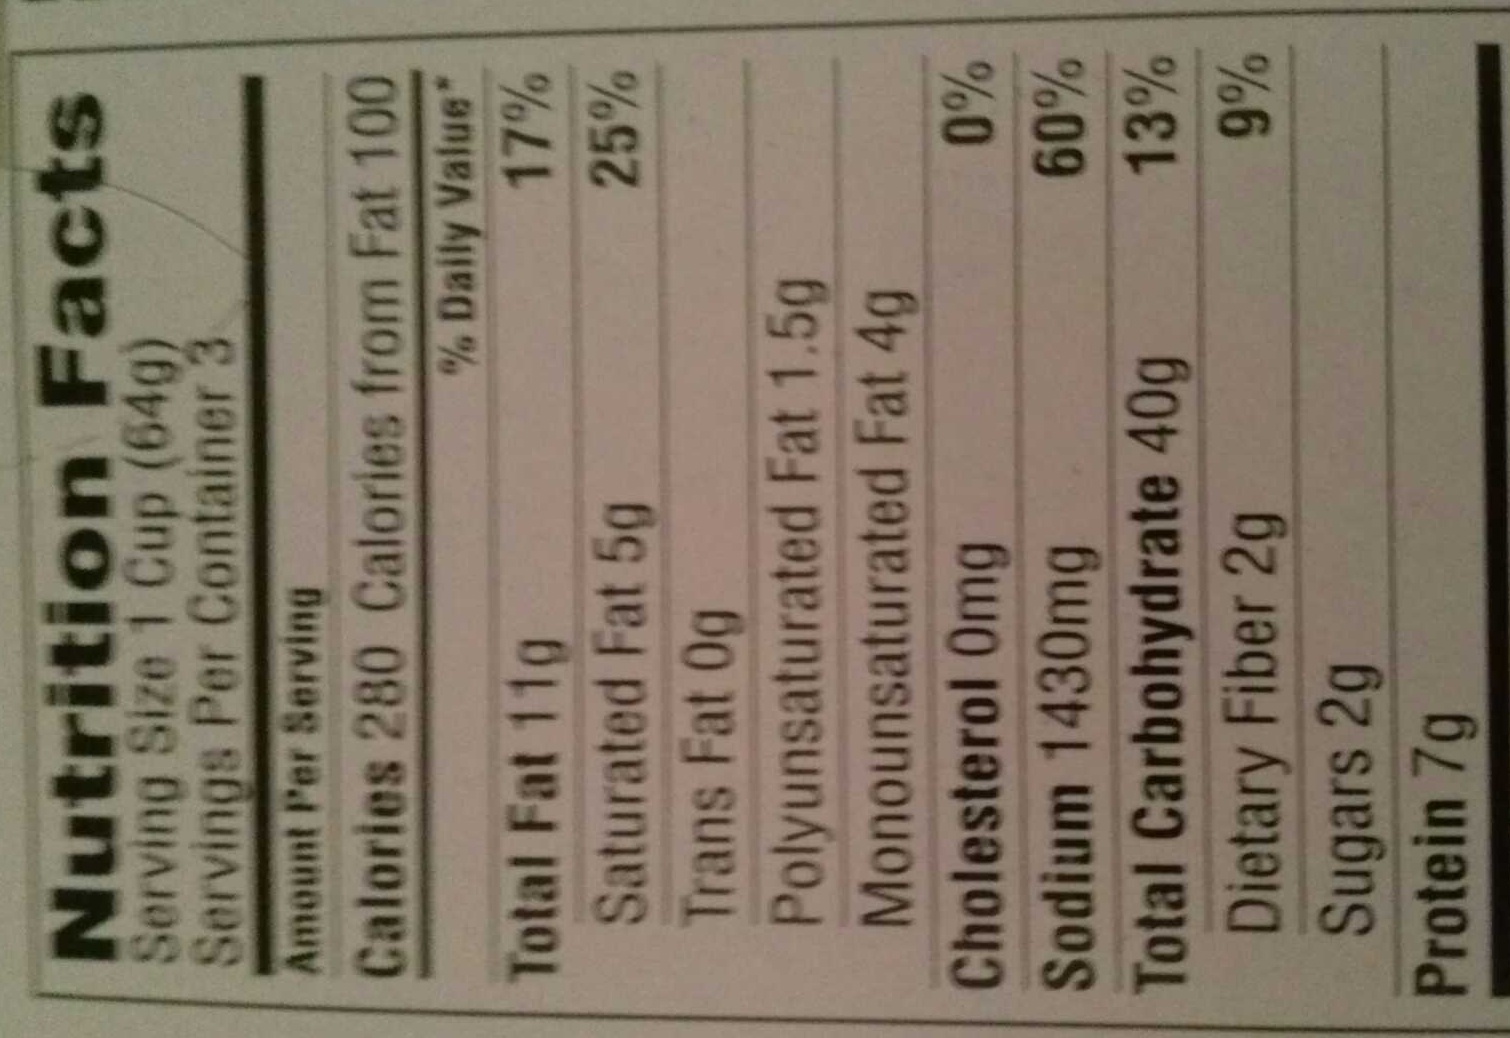 Nutrition Facts
Serving Size 1 Cup (64g)
Servings Per Container 3
Amount Per Serving
Calories 280 Calories from Fat 100
% Daily Value*
Total Fat 11g 17%
Saturated Fat 5g 25%
Trans Fat 0g
Polyunsaturated Fat 1.5g
Monounsaturated Fat 4g
Cholesterol 0mg 0%
Sodium 1430mg 60%
Total Carbohydrate 40g 13%
Dietary Fiber 2g 9%
Sugars 2g
Protein 7g